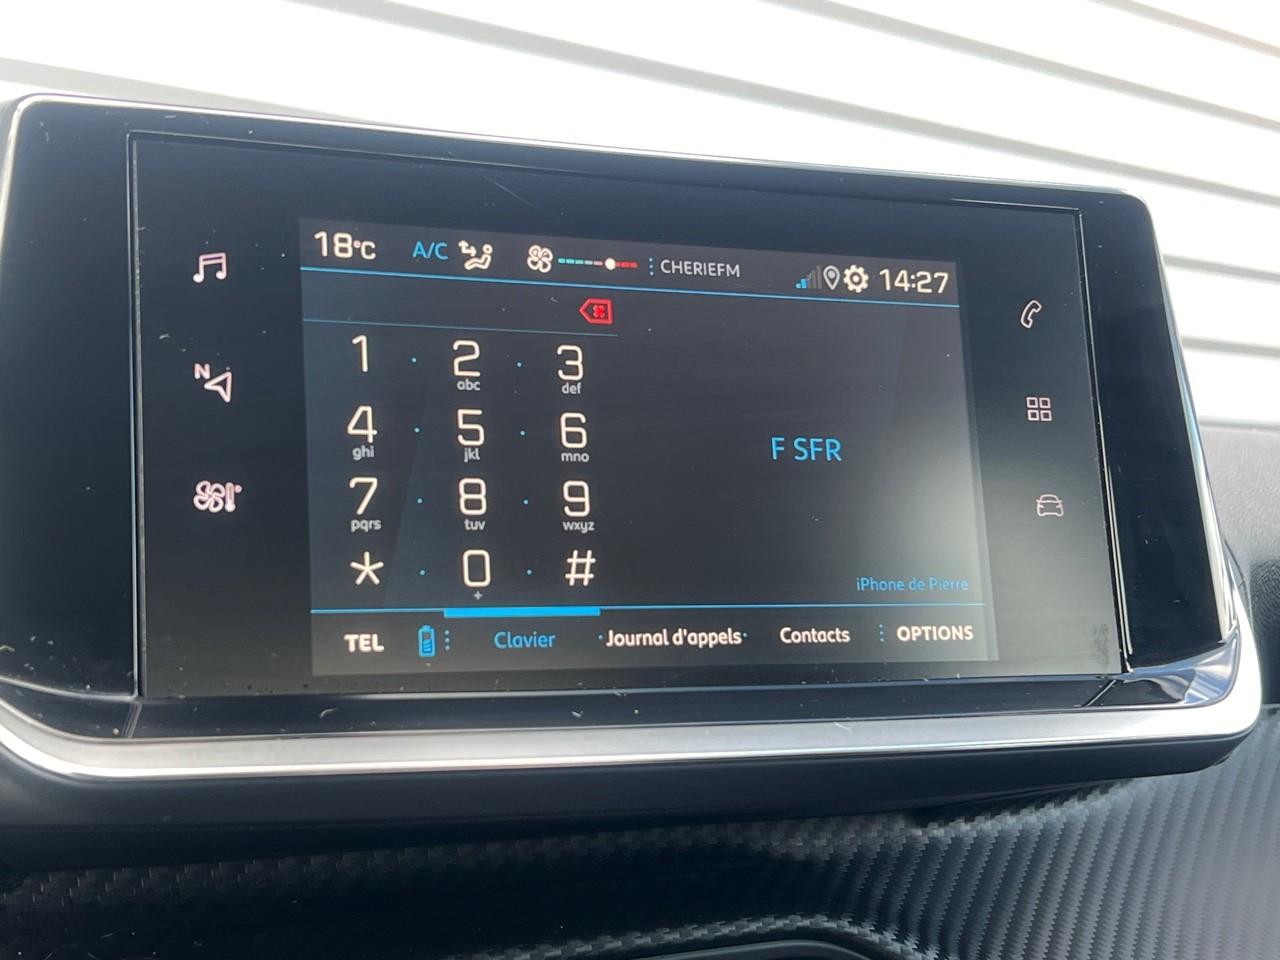 18°C A/C CHERIEFM 14:27
N
1 2 3
abc def
4 5 6
ghi jkl mno
F SFR
7 8 9
pqrs tuv wxyz
* 0 #
+
iPhone de Pierre
TEL Clavier Journal d'appels Contacts OPTIONS